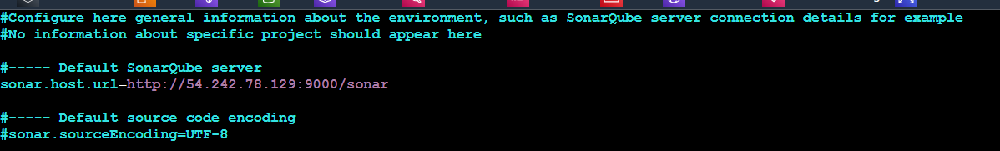 #Configure here general information about the environment, such as SonarQube server connection details for example
#No information about specific project should appear here
#----- Default SonarQube server
sonar.host.url=http://54.242.78.129:9000/sonar
#----- Default source code encoding
#sonar.sourceEncoding=UTF-8